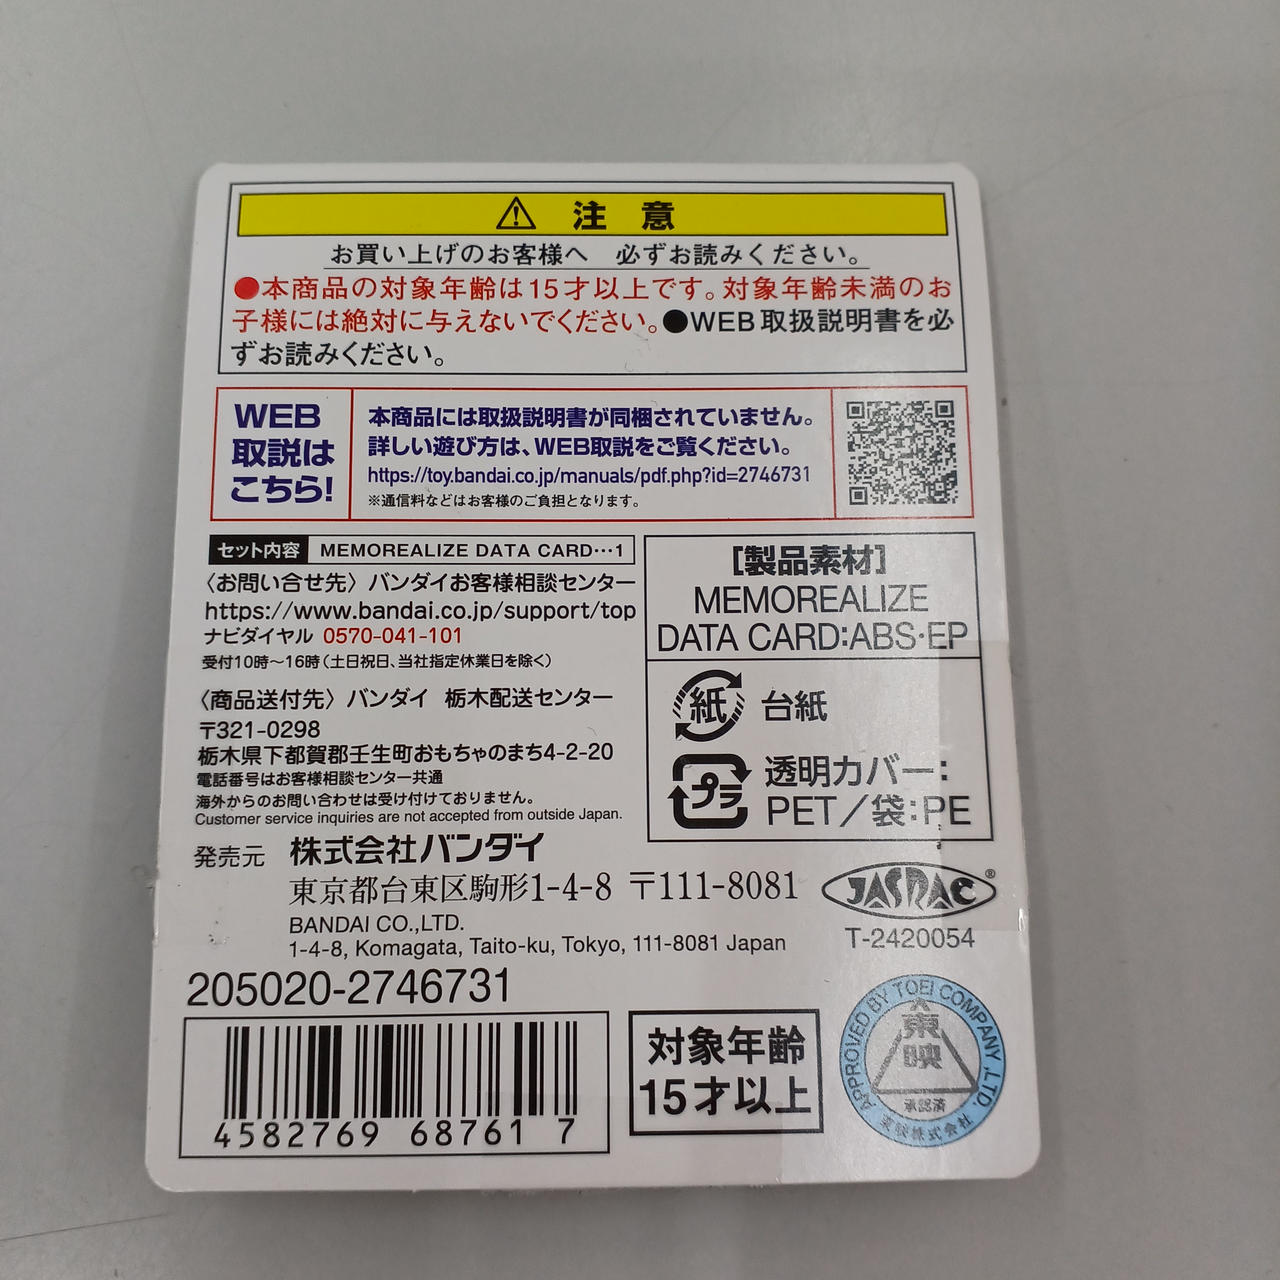 ⚠ 注意
お買い上げのお客様へ 必ずお読みください。
●本商品の対象年齢は15才以上です。対象年齢未満のお
子様には絶対に与えないでください。●WEB取扱説明書を必
ずお読みください。
WEB
取説は
こちら!
本商品には取扱説明書が同梱されていません。
詳しい遊び方は、WEB取説をご覧ください。
https://toy.bandai.co.jp/manuals/pdf.php?id=2746731
※通信料などはお客様のご負担となります。
セット内容 MEMOREALIZE DATA CARD…1
〈お問い合せ先〉バンダイお客様相談センター
https://www.bandai.co.jp/support/top
ナビダイヤル 0570-041-101
受付10時〜16時(土日祝日、当社指定休業日を除く)
〈商品送付先〉バンダイ 栃木配送センター
〒321-0298
栃木県下都賀郡壬生町おもちゃのまち4-2-20
電話番号はお客様相談センター共通
海外からのお問い合わせは受け付けておりません。
Customer service inquiries are not accepted from outside Japan.
[製品素材]
MEMOREALIZE
DATA CARD:ABS・EP
紙 台紙
プラ 透明カバー:
PET/袋:PE
発売元 株式会社バンダイ
東京都台東区駒形1-4-8 〒111-8081
BANDAI CO.,LTD.
1-4-8, Komagata, Taito-ku, Tokyo, 111-8081 Japan
JASRAC®
T-2420054
205020-2746731
4582769 68761 7
対象年齢
15才以上
APPROVED BY TOEI COMPANY ,LTD.
東映
承認済
東映株式会社